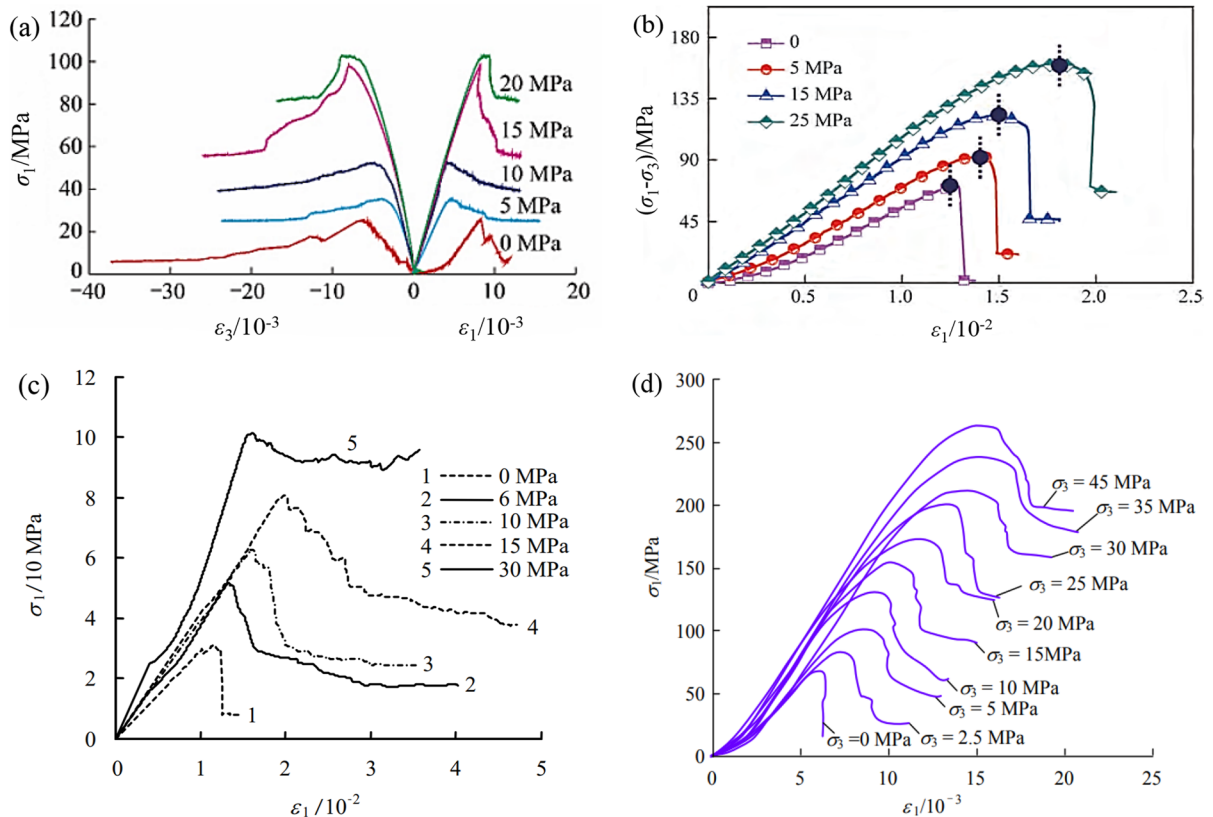 (a)
120
100
80
60
40
20
0
σ₁/MPa
20 MPa
15 MPa
10 MPa
5 MPa
0 MPa
−40 −30 −20 −10 0 10 20
ε₃/10⁻³ ε₁/10⁻³
(b)
180
135
90
45
0
(σ₁-σ₃)/MPa
0
5 MPa
15 MPa
25 MPa
0.5 1.0 1.5 2.0 2.5
ε₁/10⁻²
(c)
12
10
8
6
4
2
0
σ₁/10 MPa
5
1 0 MPa
2 6 MPa
3 10 MPa
4 15 MPa
5 30 MPa
4
3
2
1
0 1 2 3 4 5
ε₁/10⁻²
(d)
300
250
200
150
100
50
0
σ₁/MPa
σ₃ = 45 MPa
σ₃ = 35 MPa
σ₃ = 30 MPa
σ₃ = 25 MPa
σ₃ = 20 MPa
σ₃ = 15MPa
σ₃ = 10 MPa
σ₃ = 5 MPa
σ₃ =0 MPa
σ₃ = 2.5 MPa
0 5 10 15 20 25
ε₁/10⁻³